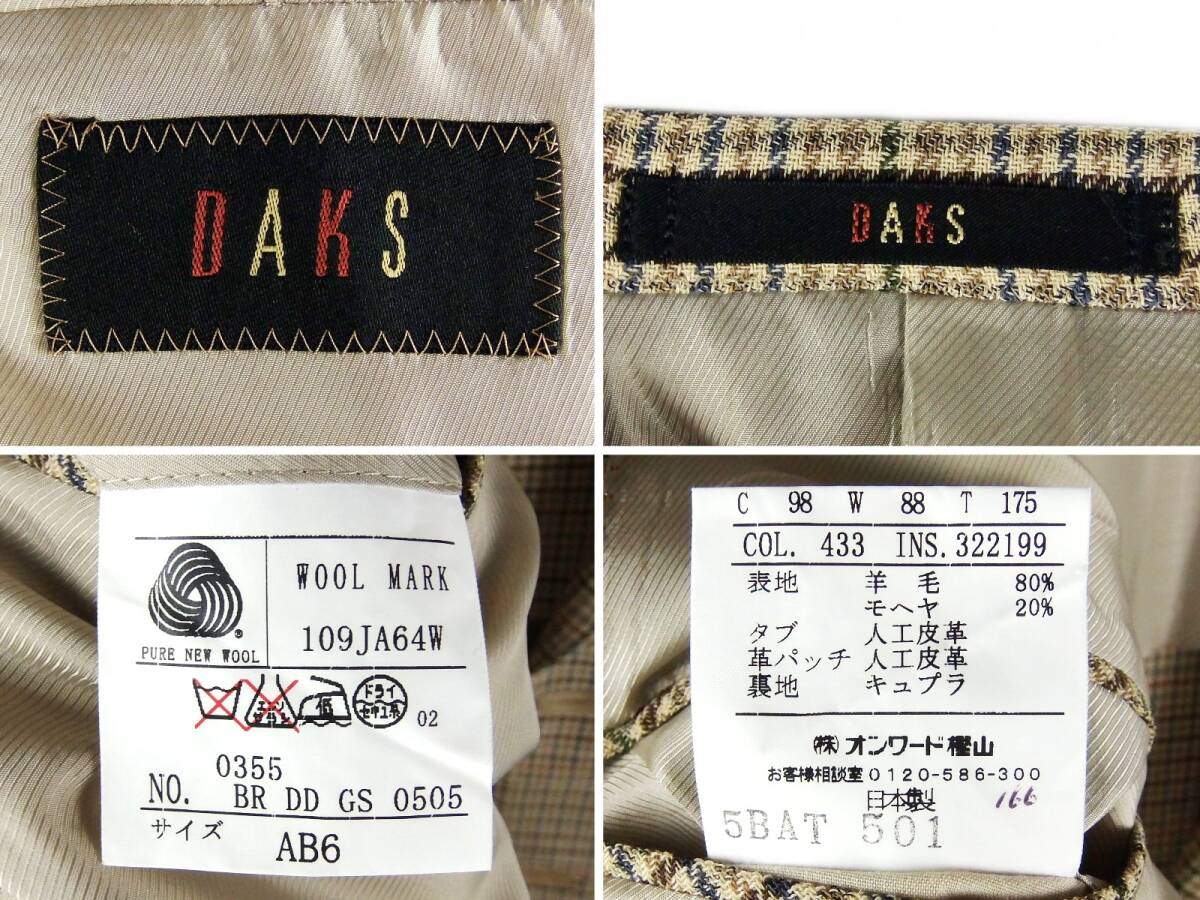 DAKS
DAKS
WOOL MARK
109JA64W
PURE NEW WOOL
エンソ
サラシ
低
ドライ
セキユ系
02
0355
NO. BR DD GS 0505
サイズ
AB6
C 98 W 88 T 175
COL. 433 INS. 322199
表地 羊毛 80%
モヘヤ 20%
タブ 人工皮革
革パッチ 人工皮革
裏地 キュプラ
㈱オンワード樫山
お客様相談室 0120-586-300
日本製 166
5BAT 501